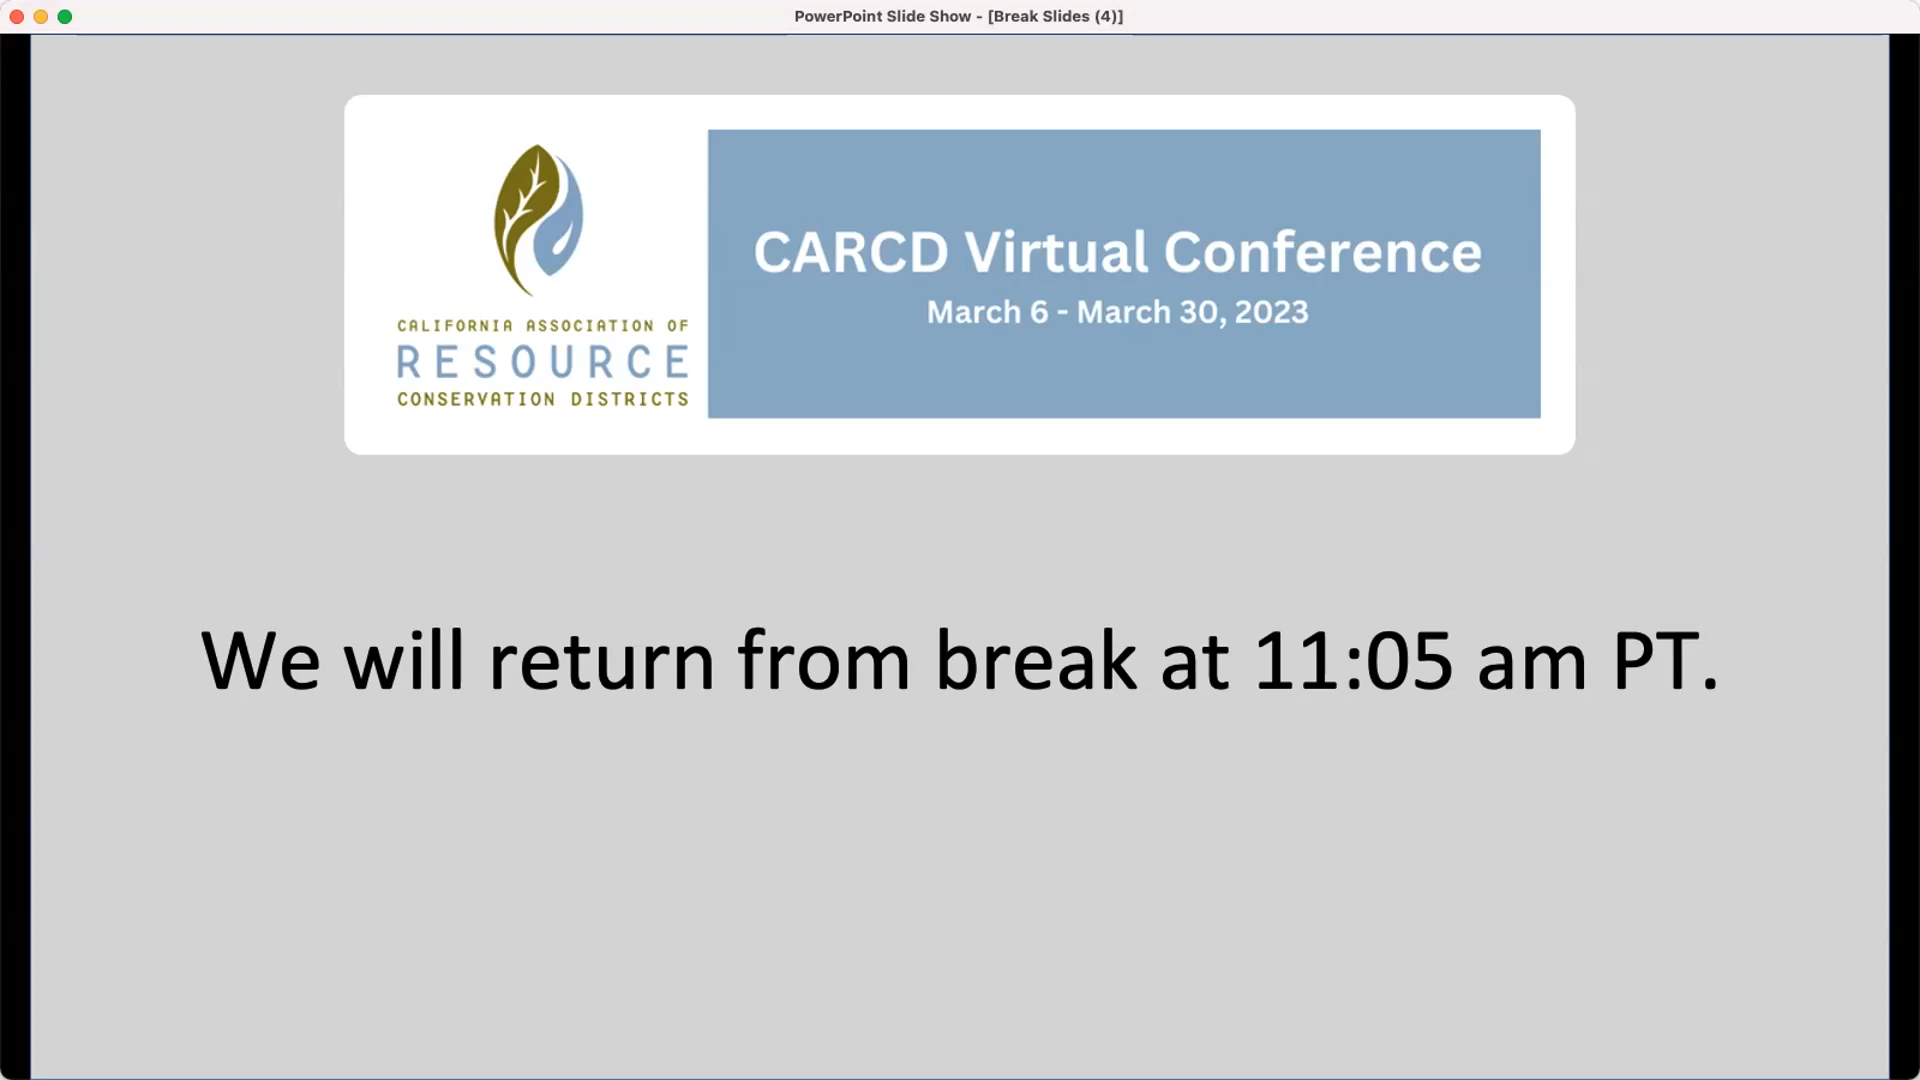 PowerPoint Slide Show - [Break Slides (4)]
CALIFORNIA ASSOCIATION OF
RESOURCE
CONSERVATION DISTRICTS
CARCD Virtual Conference
March 6 - March 30, 2023
We will return from break at 11:05 am PT.